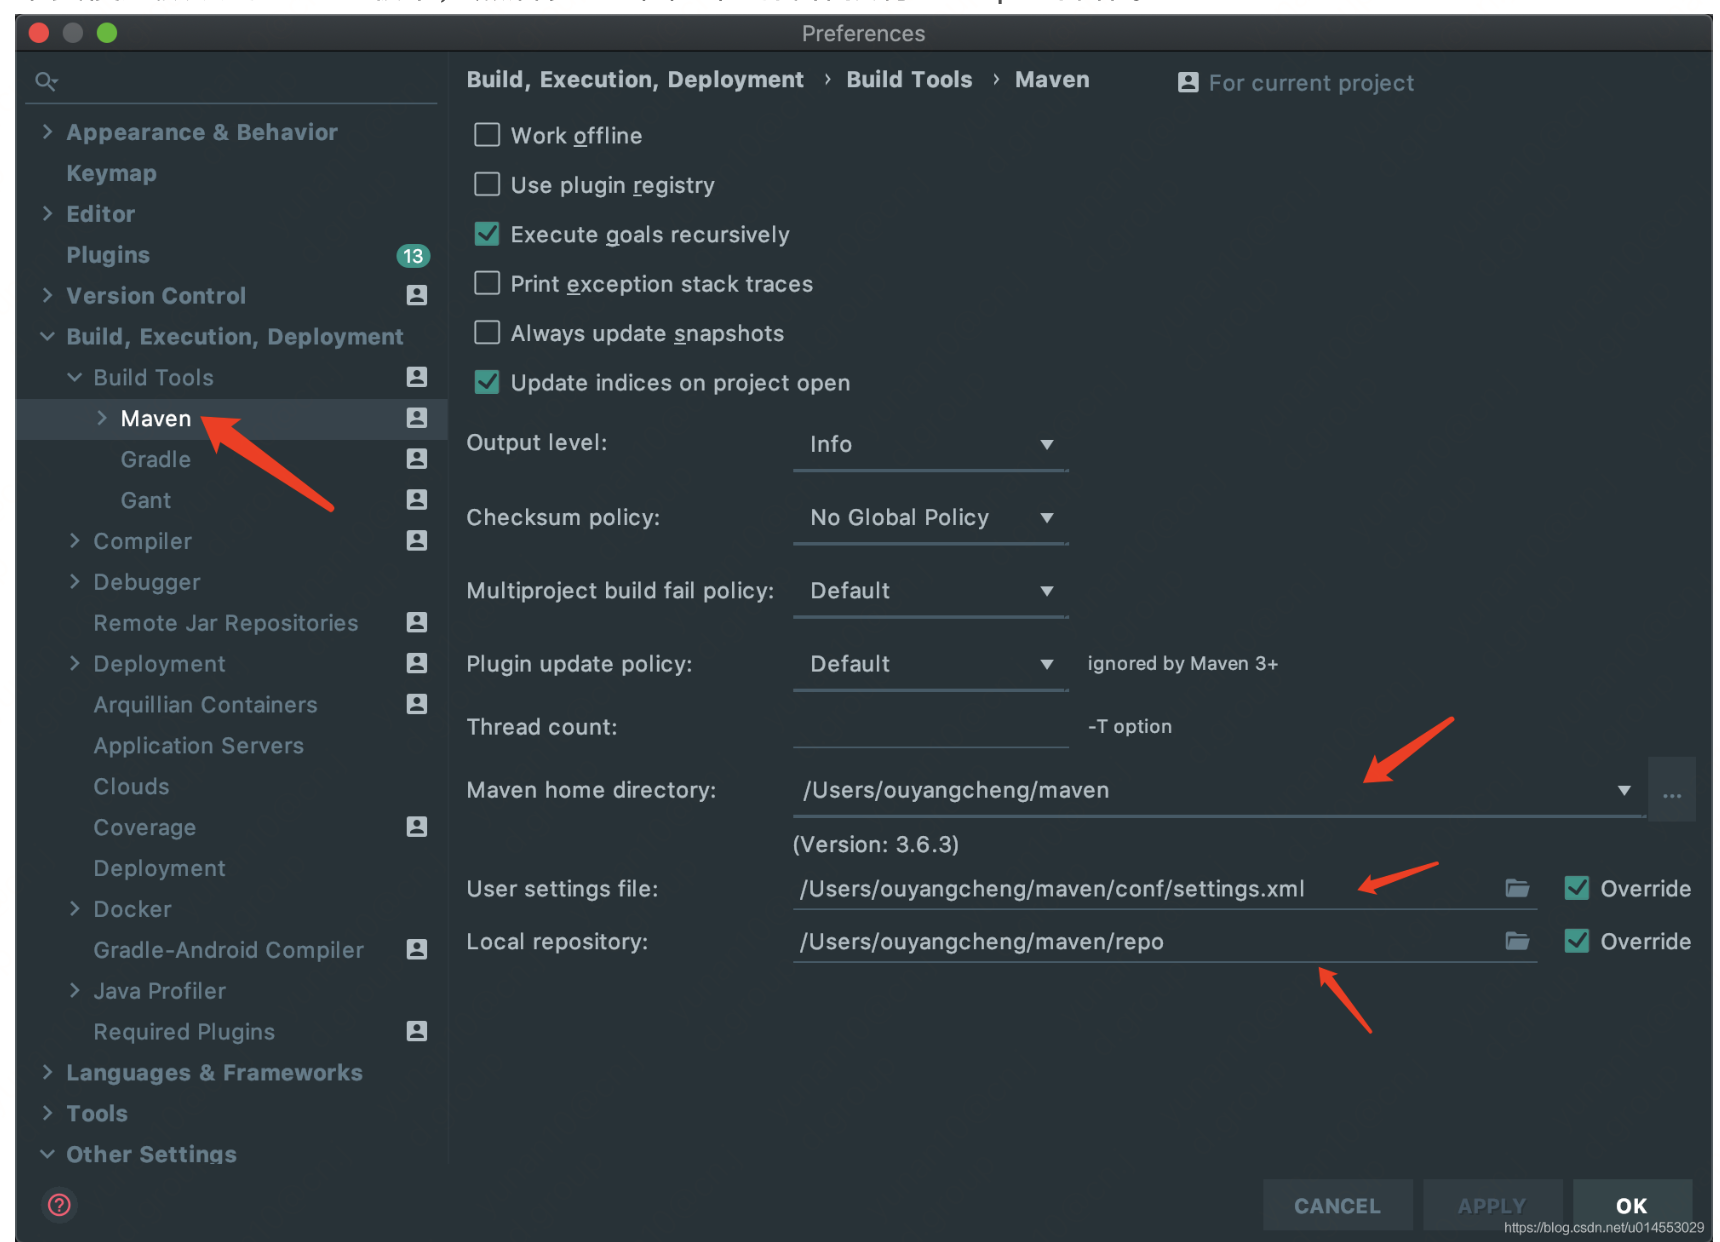 Preferences
Build, Execution, Deployment › Build Tools › Maven
For current project
Appearance & Behavior
Keymap
Editor
Plugins
13
Version Control
Build, Execution, Deployment
Build Tools
Maven
Gradle
Gant
Compiler
Debugger
Remote Jar Repositories
Deployment
Arquillian Containers
Application Servers
Clouds
Coverage
Deployment
Docker
Gradle-Android Compiler
Java Profiler
Required Plugins
Languages & Frameworks
Tools
Other Settings
Work offline
Use plugin registry
Execute goals recursively
Print exception stack traces
Always update snapshots
Update indices on project open
Output level: Info
Checksum policy: No Global Policy
Multiproject build fail policy: Default
Plugin update policy: Default ignored by Maven 3+
Thread count: -T option
Maven home directory: /Users/ouyangcheng/maven ...
(Version: 3.6.3)
User settings file: /Users/ouyangcheng/maven/conf/settings.xml Override
Local repository: /Users/ouyangcheng/maven/repo Override
?
CANCEL APPLY OK
https://blog.csdn.net/u014553029